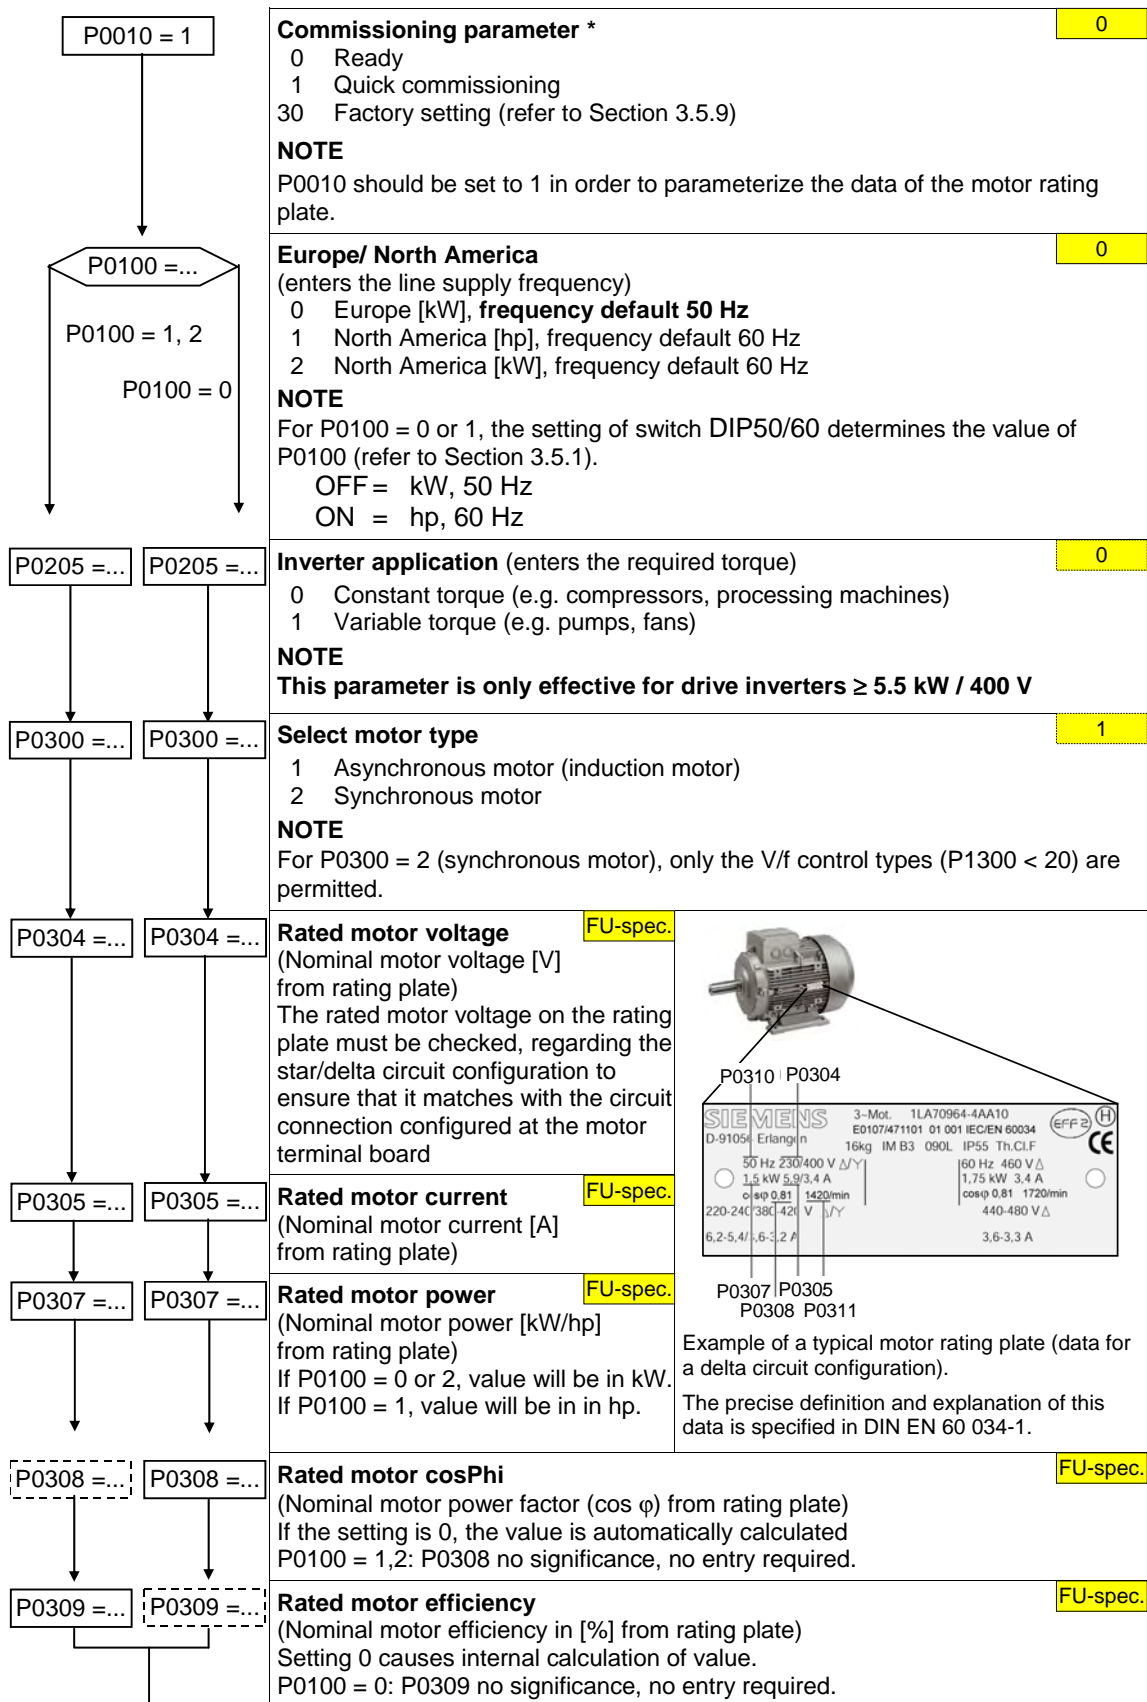 P0010 = 1
Commissioning parameter *
0
0 Ready
1 Quick commissioning
30 Factory setting (refer to Section 3.5.9)
NOTE
P0010 should be set to 1 in order to parameterize the data of the motor rating
plate.
P0100 =...
P0100 = 1, 2
P0100 = 0
Europe/ North America
0
(enters the line supply frequency)
0 Europe [kW], frequency default 50 Hz
1 North America [hp], frequency default 60 Hz
2 North America [kW], frequency default 60 Hz
NOTE
For P0100 = 0 or 1, the setting of switch DIP50/60 determines the value of
P0100 (refer to Section 3.5.1).
OFF = kW, 50 Hz
ON = hp, 60 Hz
P0205 =... P0205 =...
Inverter application (enters the required torque)
0
0 Constant torque (e.g. compressors, processing machines)
1 Variable torque (e.g. pumps, fans)
NOTE
This parameter is only effective for drive inverters ≥ 5.5 kW / 400 V
P0300 =... P0300 =...
Select motor type
1
1 Asynchronous motor (induction motor)
2 Synchronous motor
NOTE
For P0300 = 2 (synchronous motor), only the V/f control types (P1300 < 20) are
permitted.
P0304 =... P0304 =...
Rated motor voltage
FU-spec.
(Nominal motor voltage [V]
from rating plate)
The rated motor voltage on the rating
plate must be checked, regarding the
star/delta circuit configuration to
ensure that it matches with the circuit
connection configured at the motor
terminal board
P0305 =... P0305 =...
Rated motor current
FU-spec.
(Nominal motor current [A]
from rating plate)
P0307 =... P0307 =...
Rated motor power
FU-spec.
(Nominal motor power [kW/hp]
from rating plate)
If P0100 = 0 or 2, value will be in kW.
If P0100 = 1, value will be in in hp.
P0310 P0304
SIEMENS
3~Mot. 1LA70964-4AA10
E0107/471101 01 001 IEC/EN 60034
EFF 2
H
CE
Erlangen
16kg IM B3 090L IP55 Th.Cl.F
50 Hz 230/400 V △/Y
60 Hz 460 V △
1,5 kW 5,9/3,4 A
1,75 kW 3,4 A
cosφ 0,81 1420/min
cosφ 0,81 1720/min
220-240/380-420 V △/Y
440-480 V △
3,6-3,3 A
P0307 P0305
P0308 P0311
Example of a typical motor rating plate (data for
a delta circuit configuration).
The precise definition and explanation of this
data is specified in DIN EN 60 034-1.
P0308 =... P0308 =...
Rated motor cosPhi
FU-spec.
(Nominal motor power factor (cos φ) from rating plate)
If the setting is 0, the value is automatically calculated
P0100 = 1,2: P0308 no significance, no entry required.
P0309 =... P0309 =...
Rated motor efficiency
FU-spec.
(Nominal motor efficiency in [%] from rating plate)
Setting 0 causes internal calculation of value.
P0100 = 0: P0309 no significance, no entry required.